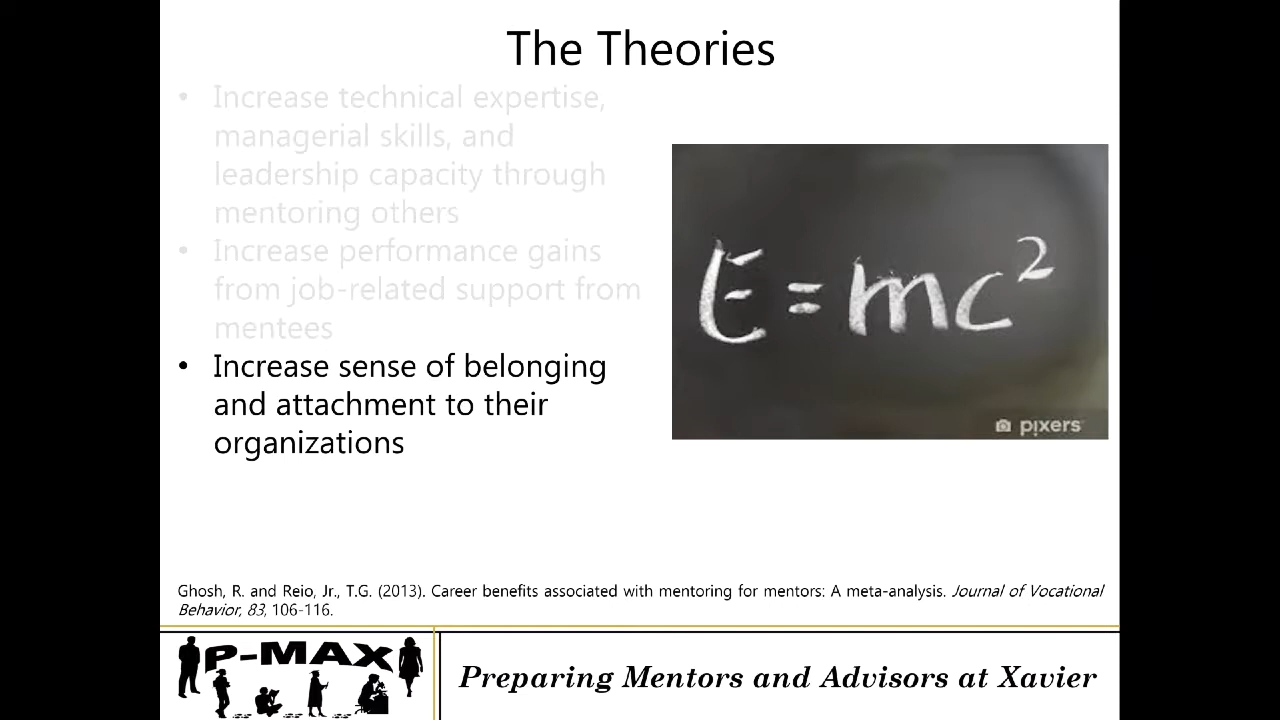 The Theories
• Increase technical expertise,
managerial skills, and
leadership capacity through
mentoring others
• Increase performance gains
from job-related support from
mentees
• Increase sense of belonging
and attachment to their
organizations
E=mc²
pixers
Ghosh, R. and Reio, Jr., T.G. (2013). Career benefits associated with mentoring for mentors: A meta-analysis. Journal of Vocational
Behavior, 83, 106-116.
P-MAX
Preparing Mentors and Advisors at Xavier